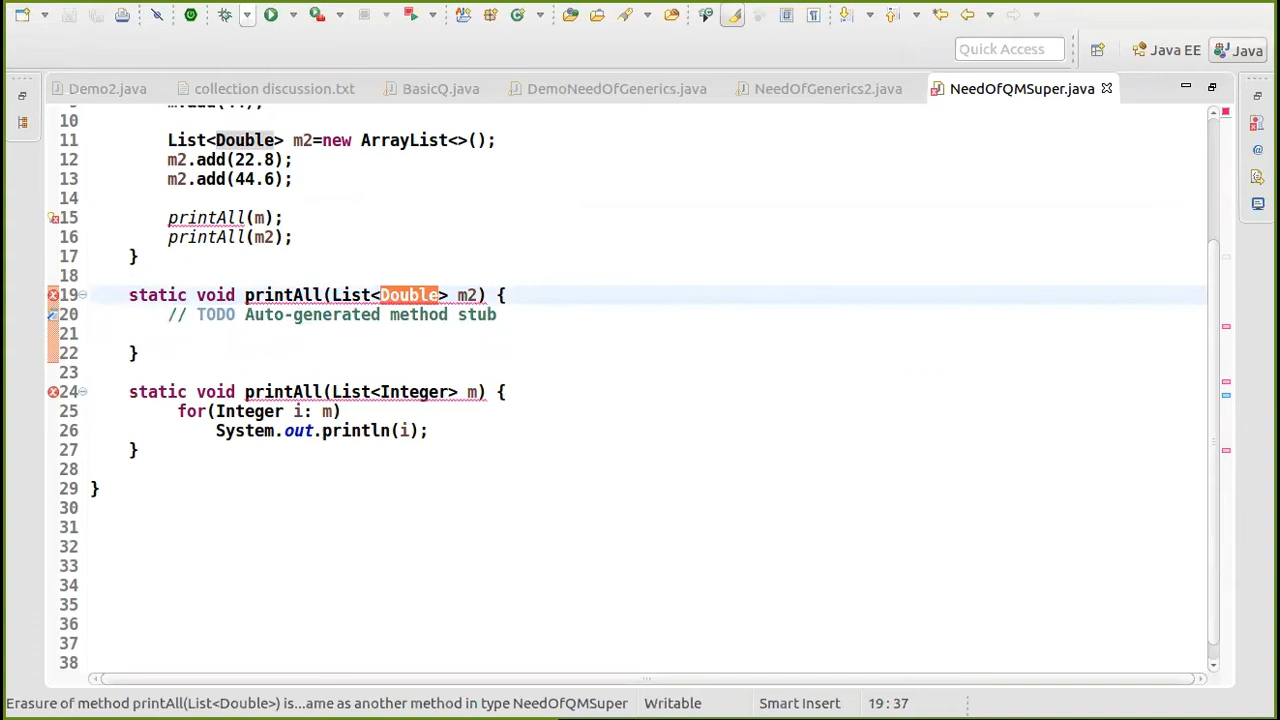 Quick Access
Java EE
Java
Demo2.java
collection discussion.txt
BasicQ.java
DemoNeedOfGenerics.java
NeedOfGenerics2.java
NeedOfQMSuper.java
10
11 List<Double> m2=new ArrayList<>();
12 m2.add(22.8);
13 m2.add(44.6);
14
15 printAll(m);
16 printAll(m2);
17 }
18
19 static void printAll(List<Double> m2) {
20 // TODO Auto-generated method stub
21
22 }
23
24 static void printAll(List<Integer> m) {
25 for(Integer i: m)
26 System.out.println(i);
27 }
28
29 }
30
31
32
33
34
35
36
37
38
Erasure of method printAll(List<Double>) is...ame as another method in type NeedOfQMSuper
Writable
Smart Insert
19 : 37